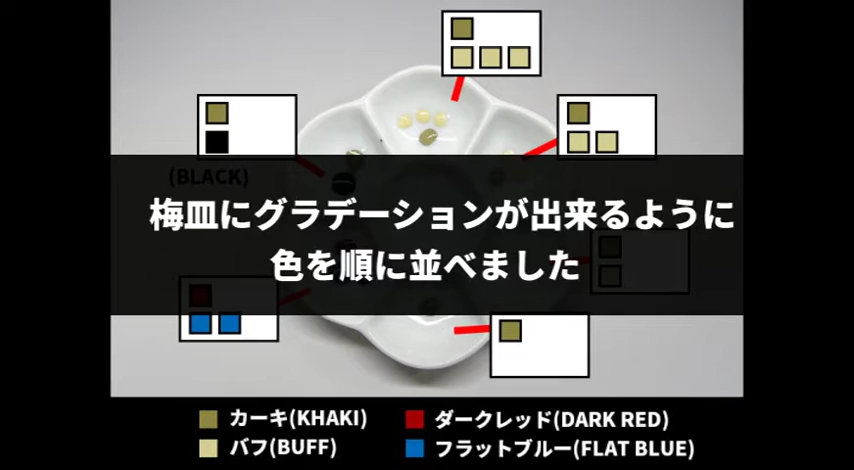 (BLACK)
梅皿にグラデーションが出来るように
色を順に並べました
カーキ(KHAKI)
ダークレッド(DARK RED)
バフ(BUFF)
フラットブルー(FLAT BLUE)